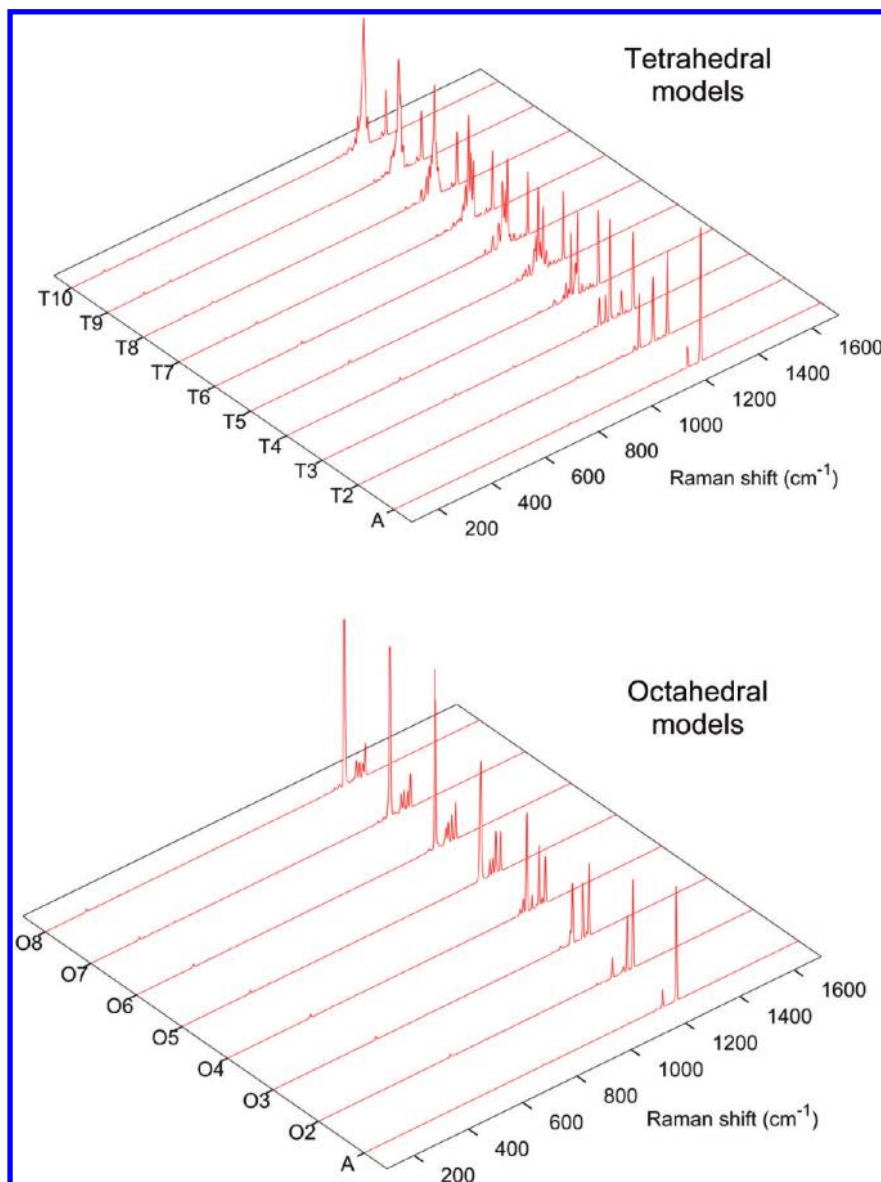 Tetrahedral
models
T10
T9
T8
T7
T6
T5
T4
T3
T2
A
200
400
600
800
1000
1200
1400
1600
Raman shift (cm⁻¹)
Octahedral
models
O8
O7
O6
O5
O4
O3
O2
A
200
400
600
800
1000
1200
1400
1600
Raman shift (cm⁻¹)